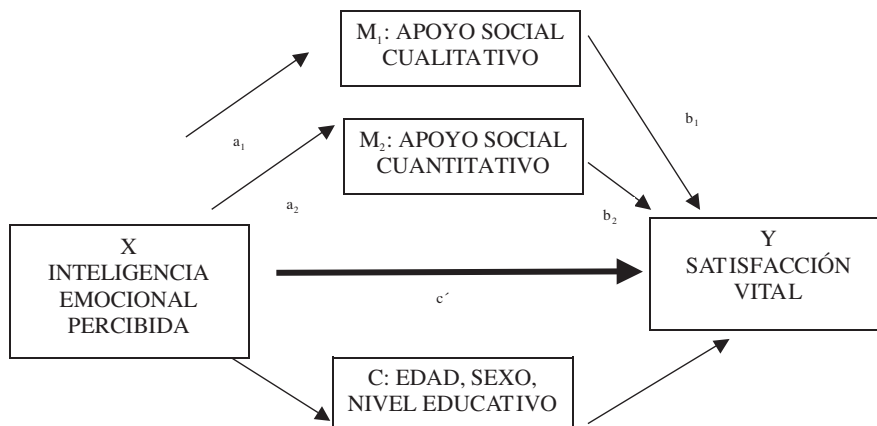 M₁: APOYO SOCIAL
CUALITATIVO
a₁
b₁
M₂: APOYO SOCIAL
CUANTITATIVO
a₂
b₂
X
INTELIGENCIA
EMOCIONAL
PERCIBIDA
c´
Y
SATISFACCIÓN
VITAL
C: EDAD, SEXO,
NIVEL EDUCATIVO